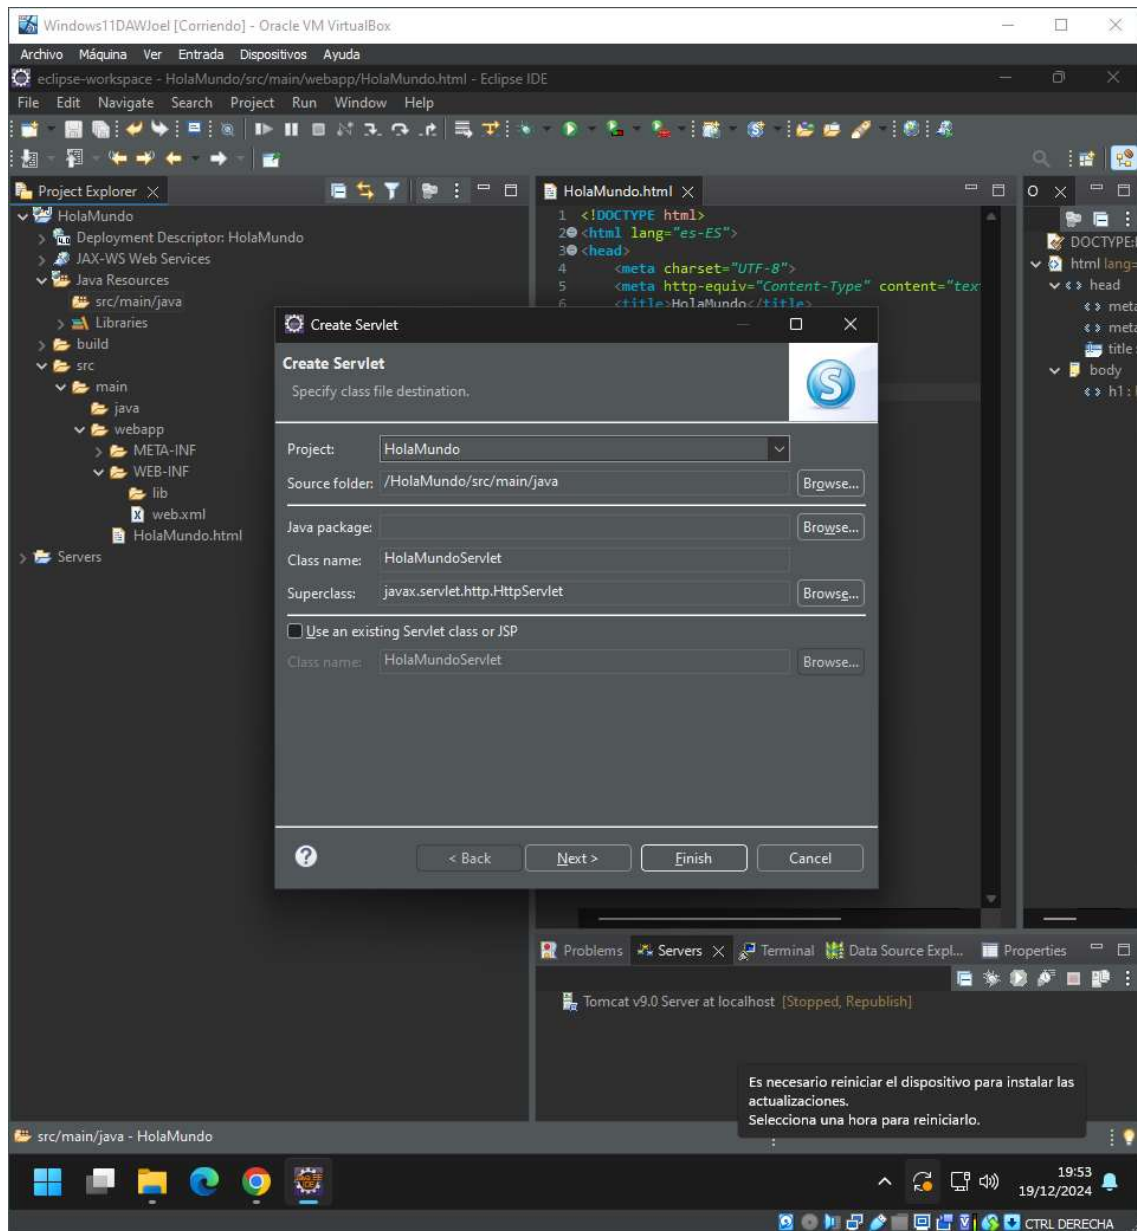 Windows11DAWJoel [Corriendo] - Oracle VM VirtualBox
Archivo Máquina Ver Entrada Dispositivos Ayuda
eclipse-workspace - HolaMundo/src/main/webapp/HolaMundo.html - Eclipse IDE
File Edit Navigate Search Project Run Window Help
Project Explorer
HolaMundo
Deployment Descriptor: HolaMundo
JAX-WS Web Services
Java Resources
src/main/java
Libraries
build
src
main
java
webapp
META-INF
WEB-INF
lib
web.xml
HolaMundo.html
Servers
HolaMundo.html
1 <!DOCTYPE html>
2 <html lang="es-ES">
3 <head>
4 <meta charset="UTF-8">
5 <meta http-equiv="Content-Type" content="tex
6 <title>HolaMundo</title>
O
DOCTYPE:
html lang=
head
meta
meta
title
body
h1 :
Create Servlet
Create Servlet
Specify class file destination.
S
Project: HolaMundo
Source folder: /HolaMundo/src/main/java Browse...
Java package: Browse...
Class name: HolaMundoServlet
Superclass: javax.servlet.http.HttpServlet Browse...
Use an existing Servlet class or JSP
Class name: HolaMundoServlet Browse...
< Back Next > Finish Cancel
Problems Servers Terminal Data Source Expl... Properties
Tomcat v9.0 Server at localhost [Stopped, Republish]
Es necesario reiniciar el dispositivo para instalar las
actualizaciones.
Selecciona una hora para reiniciarlo.
src/main/java - HolaMundo
19:53
19/12/2024
CTRL DERECHA